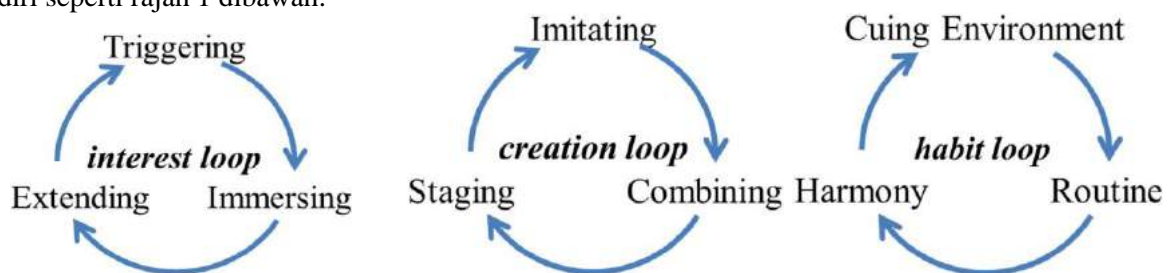 diri seperti rajah 1 dibawah.
Triggering
interest loop
Extending Immersing
Imitating
creation loop
Staging Combining
Cuing Environment
habit loop
Harmony Routine